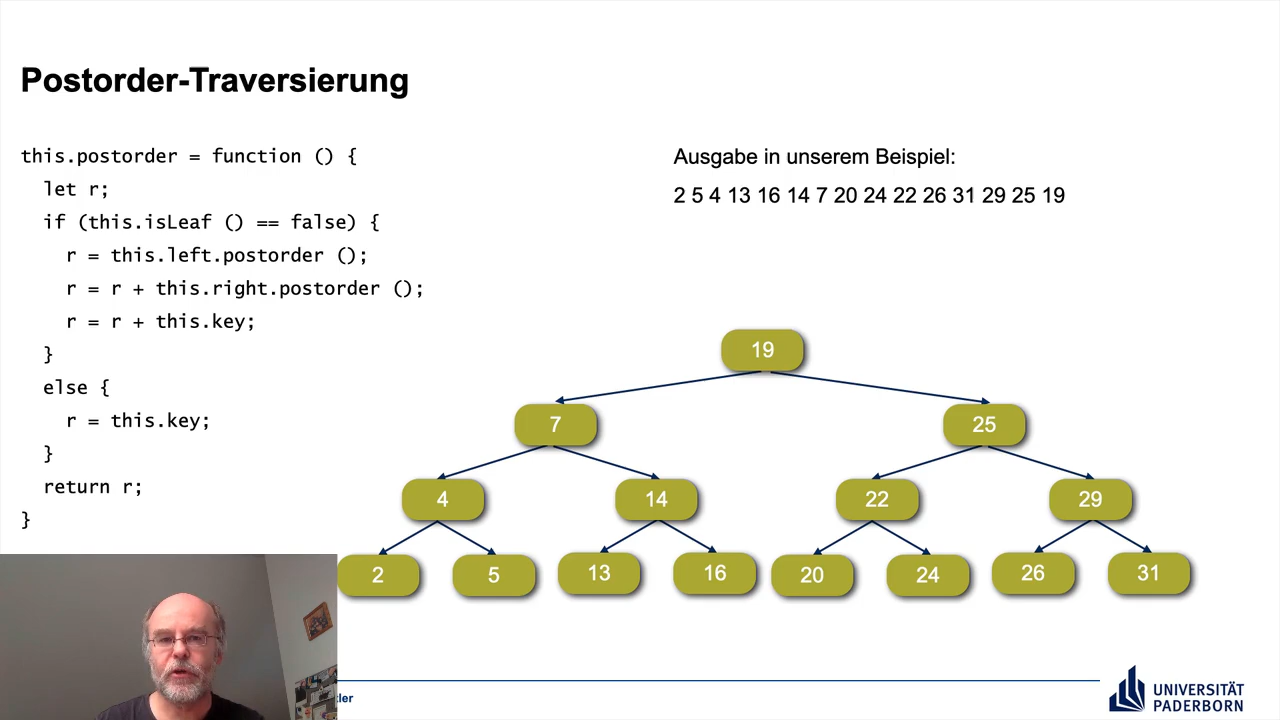 Postorder-Traversierung
this.postorder = function () {
let r;
if (this.isLeaf () == false) {
r = this.left.postorder ();
r = r + this.right.postorder ();
r = r + this.key;
}
else {
r = this.key;
}
return r;
}
Ausgabe in unserem Beispiel:
2 5 4 13 16 14 7 20 24 22 26 31 29 25 19
19
7 25
4 14 22 29
2 5 13 16 20 24 26 31
UNIVERSITÄT
PADERBORN